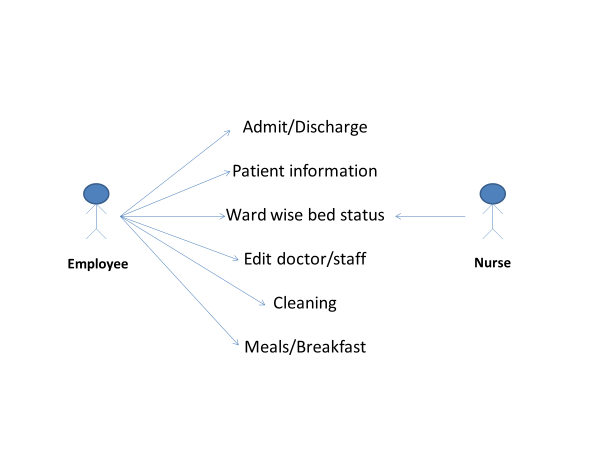 Admit/Discharge
Patient information
Ward wise bed status
Edit doctor/staff
Cleaning
Meals/Breakfast
Employee
Nurse